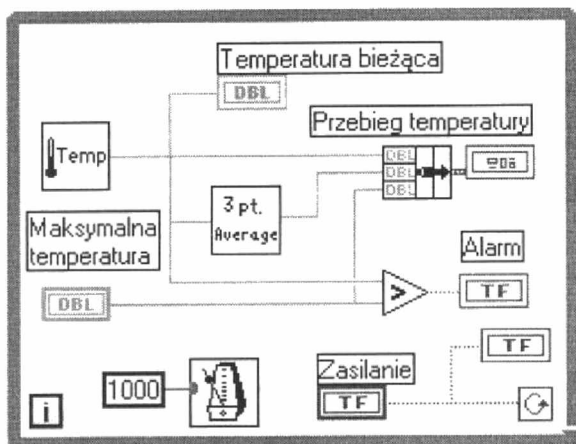 Temperatura bieżąca
DBL
Przebieg temperatury
Temp
DBL
DBL
DBL
3 pt.
Average
Maksymalna
temperatura
Alarm
DBL
>
TF
TF
1000
Zasilanie
TF
i